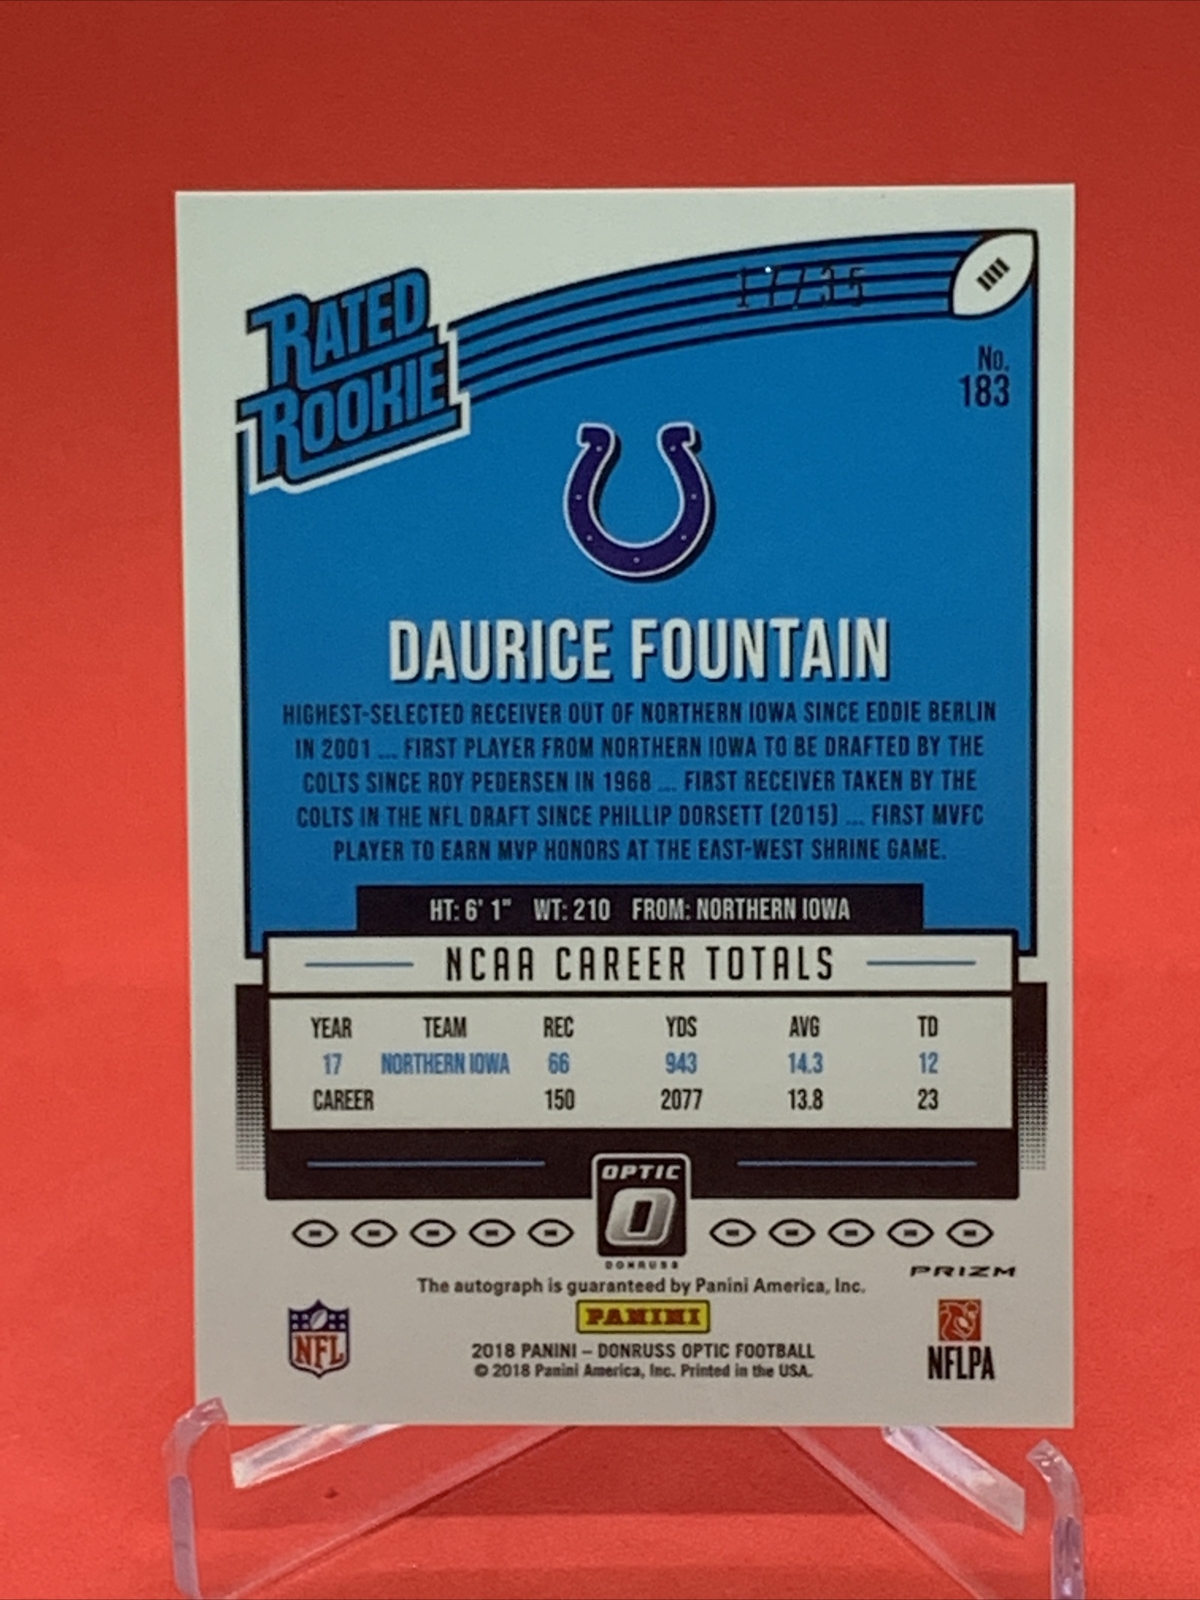 RATED
ROOKIE
17/35
No.
183
DAURICE FOUNTAIN
HIGHEST-SELECTED RECEIVER OUT OF NORTHERN IOWA SINCE EDDIE BERLIN
IN 2001 ... FIRST PLAYER FROM NORTHERN IOWA TO BE DRAFTED BY THE
COLTS SINCE ROY PEDERSEN IN 1968 ... FIRST RECEIVER TAKEN BY THE
COLTS IN THE NFL DRAFT SINCE PHILLIP DORSETT (2015) ... FIRST MVFC
PLAYER TO EARN MVP HONORS AT THE EAST-WEST SHRINE GAME.
HT: 6' 1" WT: 210 FROM: NORTHERN IOWA
NCAA CAREER TOTALS
YEAR TEAM REC YDS AVG TD
17 NORTHERN IOWA 66 943 14.3 12
CAREER 150 2077 13.8 23
OPTIC
O
DONRUSS
PRIZM
The autograph is guaranteed by Panini America, Inc.
PANINI
NFL
2018 PANINI – DONRUSS OPTIC FOOTBALL
© 2018 Panini America, Inc. Printed in the USA.
NFLPA